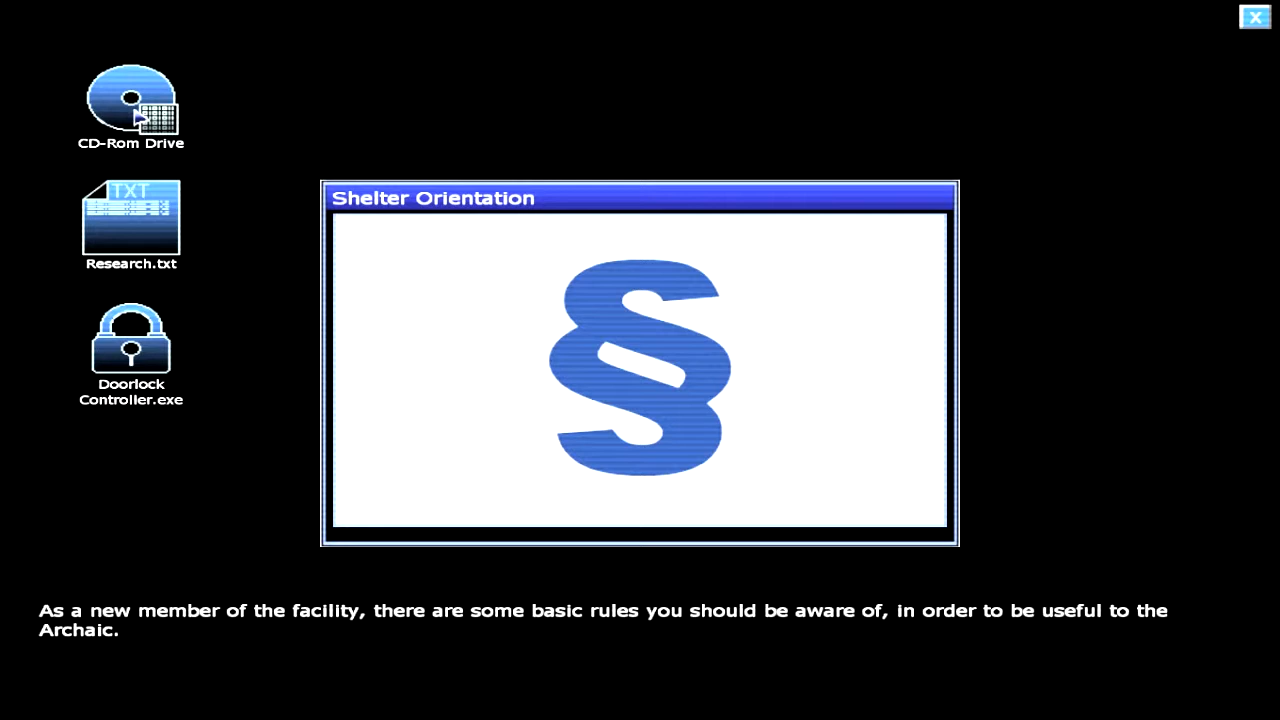 x
CD-Rom Drive
TXT
Research.txt
Doorlock
Controller.exe
Shelter Orientation
§
As a new member of the facility, there are some basic rules you should be aware of, in order to be useful to the
Archaic.